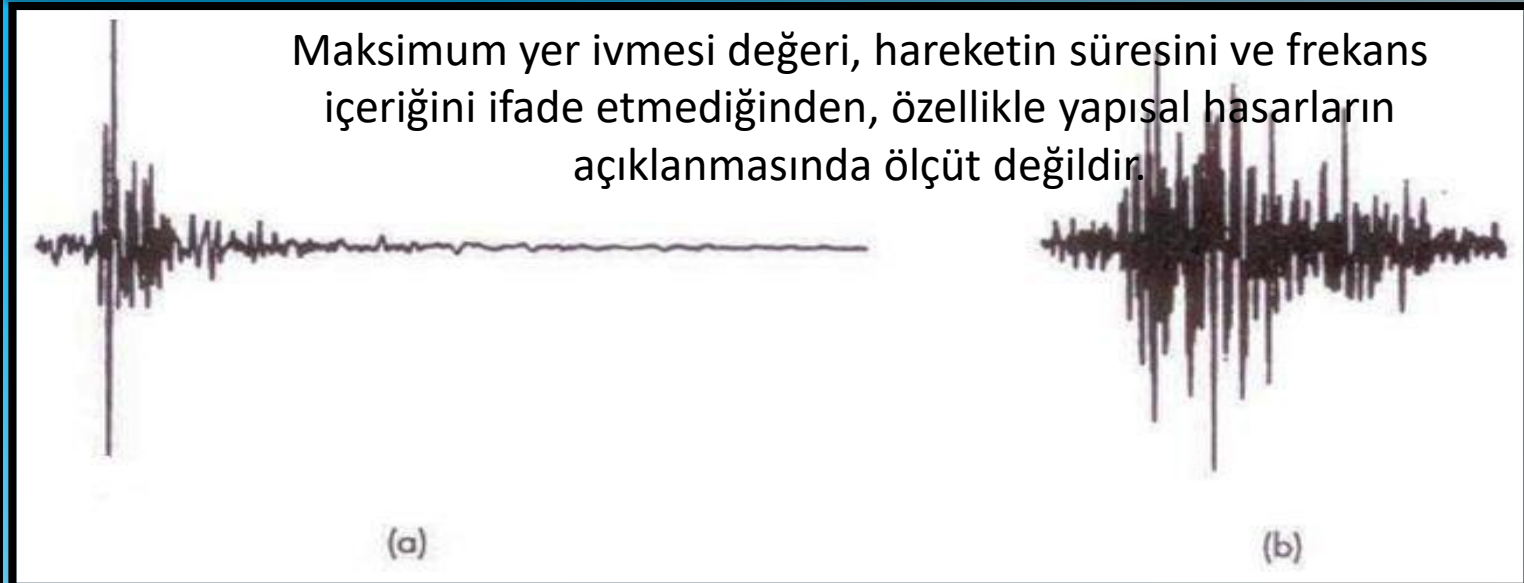 Maksimum yer ivmesi değeri, hareketin süresini ve frekans
içeriğini ifade etmediğinden, özellikle yapısal hasarların
açıklanmasında ölçüt değildir.
(a)
(b)